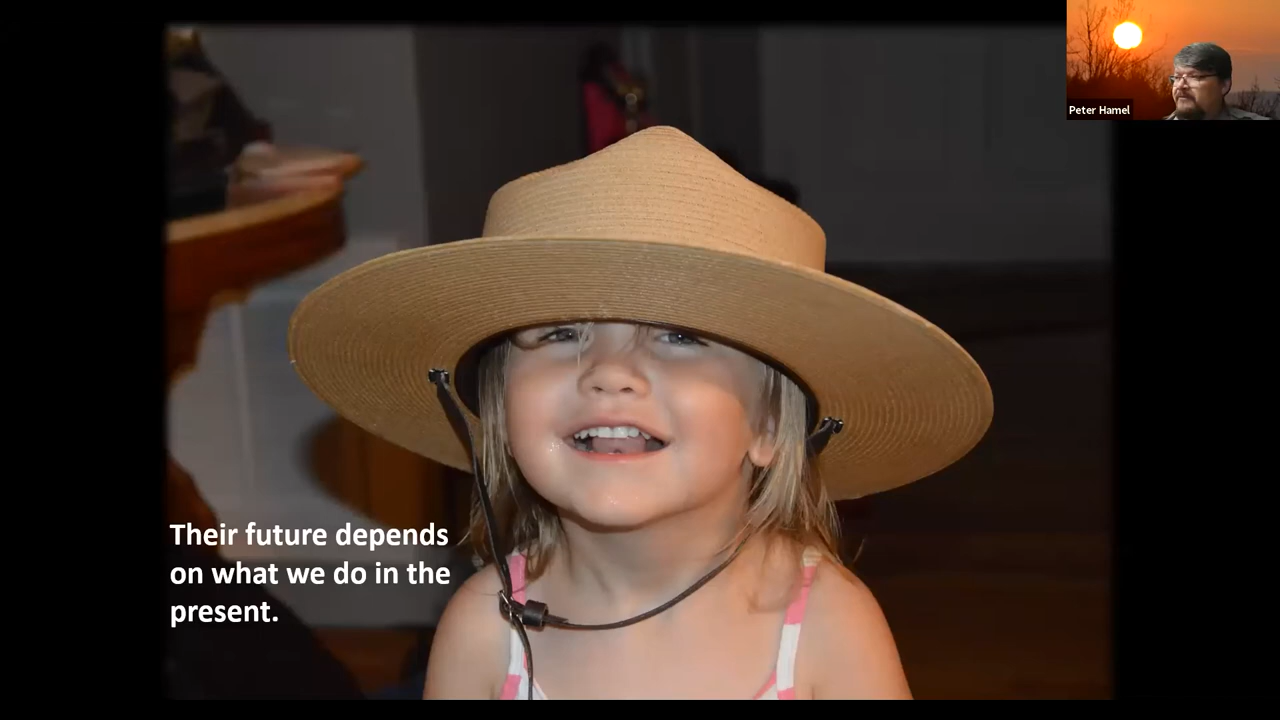 Peter Hamel
Their future depends
on what we do in the
present.